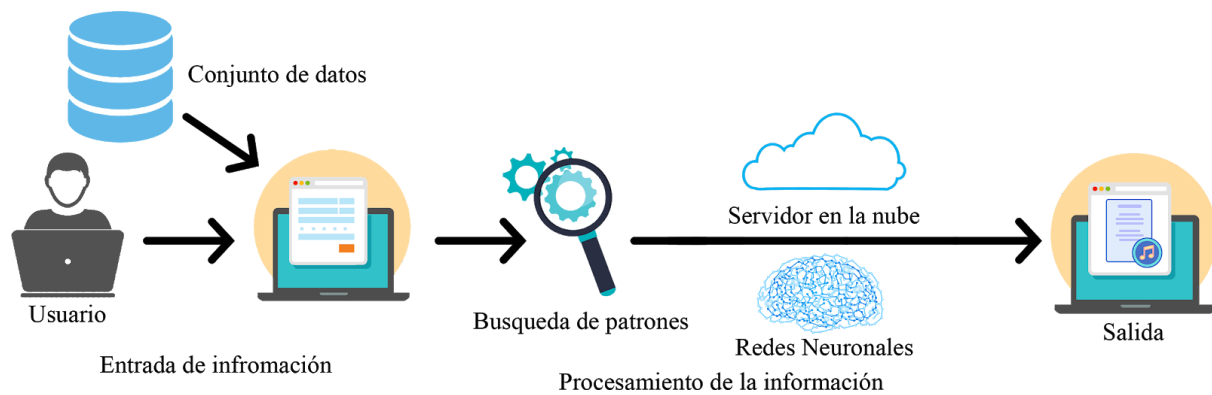 Conjunto de datos
Usuario
Entrada de infromación
Busqueda de patrones
Servidor en la nube
Redes Neuronales
Procesamiento de la información
Salida